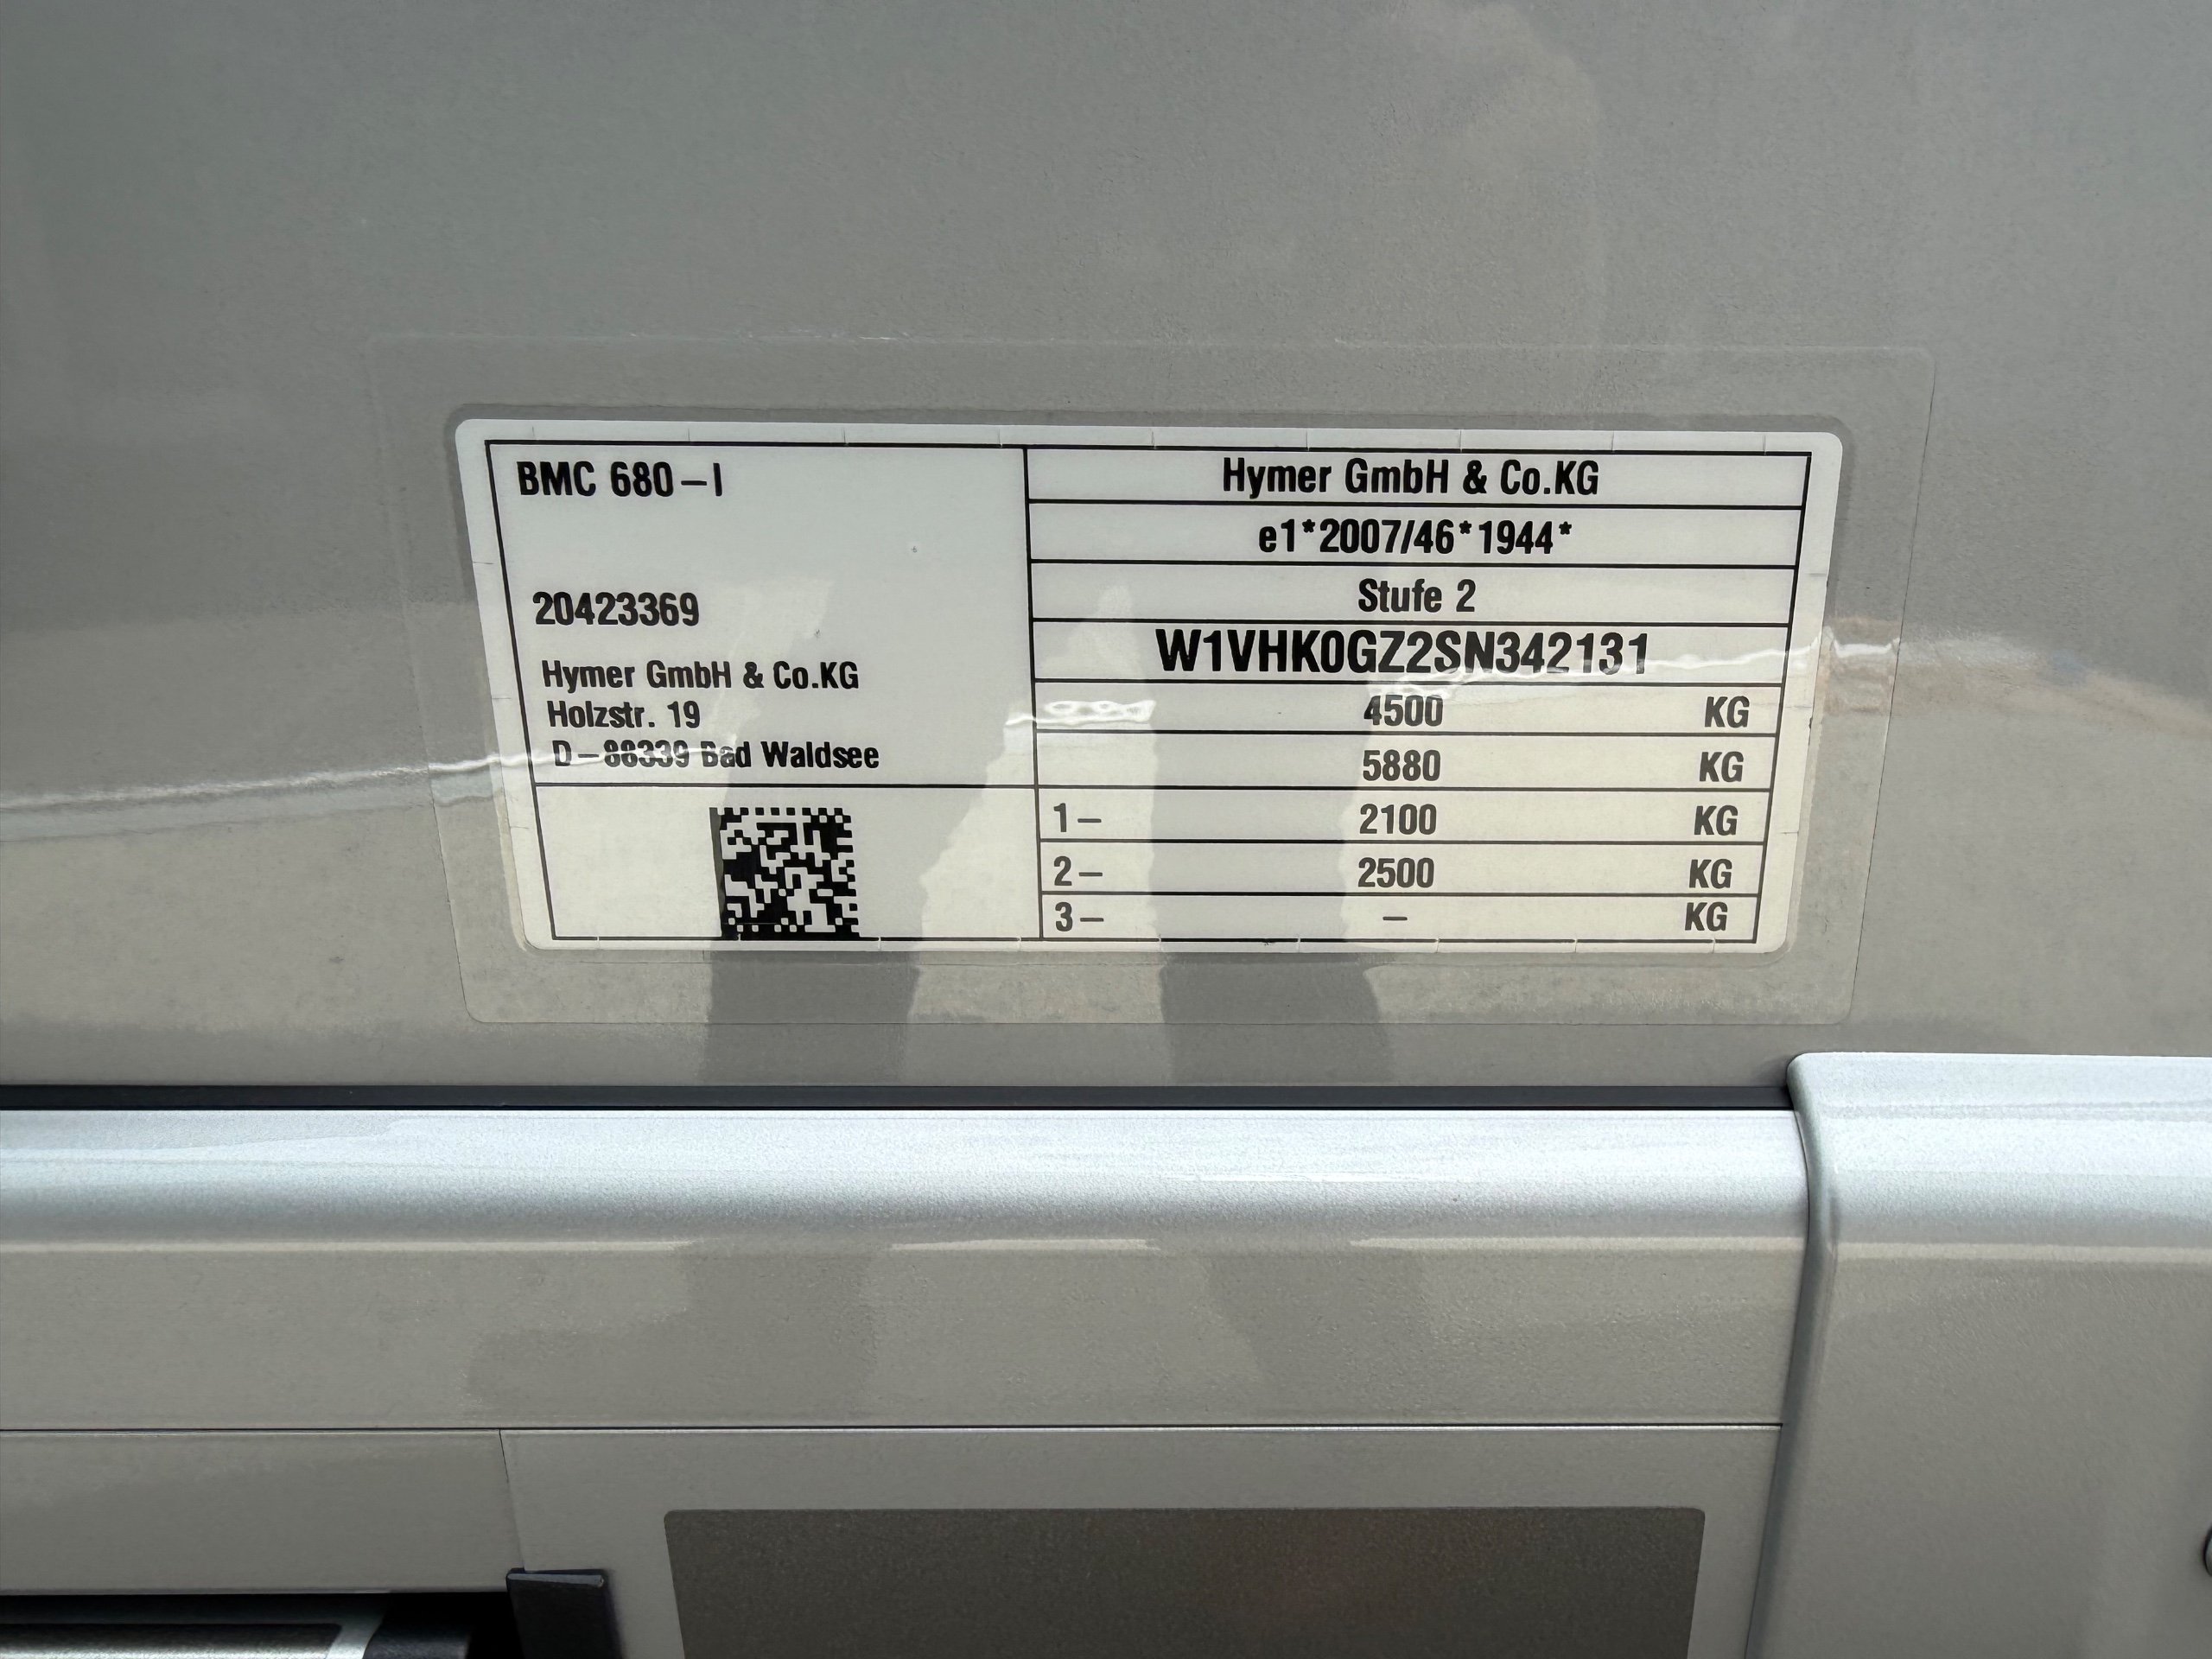 BMC 680-I
20423369
Hymer GmbH & Co.KG
Holzstr. 19
D-88339 Bad Waldsee
Hymer GmbH & Co.KG
e1*2007/46*1944*
Stufe 2
W1VHK0GZ2SN342131
4500 KG
5880 KG
1- 2100 KG
2- 2500 KG
3- - KG